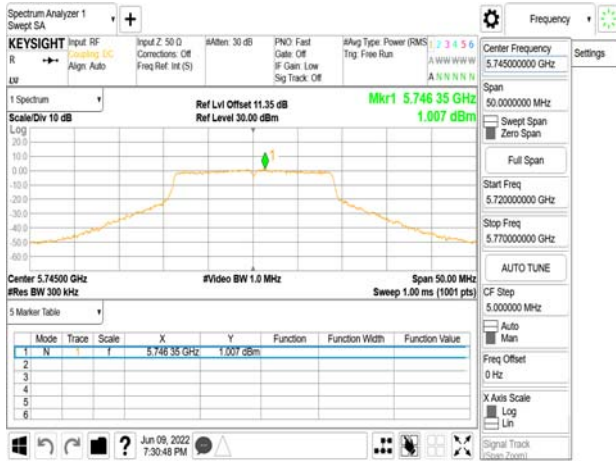 Spectrum Analyzer 1
Swept SA
+
Frequency
Settings
KEYSIGHT
R
Input: RF
Coupling: DC
Align: Auto
Input Z: 50 Ω
Corrections: Off
Freq Ref: Int (S)
#Atten: 30 dB
PNO: Fast
Gate: Off
IF Gain: Low
Sig Track: Off
#Avg Type: Power (RMS
Trig: Free Run
1 2 3 4 5 6
A W W W W W
A N N N N N
LXI
1 Spectrum
Scale/Div 10 dB
Ref Lvl Offset 11.35 dB
Ref Level 30.00 dBm
Mkr1 5.746 35 GHz
1.007 dBm
Log
20.0
10.0
0.00
-10.0
-20.0
-30.0
-40.0
-50.0
-60.0
1
Center 5.74500 GHz
#Res BW 300 kHz
#Video BW 1.0 MHz
Span 50.00 MHz
Sweep 1.00 ms (1001 pts)
5 Marker Table
Mode Trace Scale X Y Function Function Width Function Value
1 N 1 f 5.746 35 GHz 1.007 dBm
2
3
4
5
6
Center Frequency
5.745000000 GHz
Span
50.0000000 MHz
Swept Span
Zero Span
Full Span
Start Freq
5.720000000 GHz
Stop Freq
5.770000000 GHz
AUTO TUNE
CF Step
5.000000 MHz
Auto
Man
Freq Offset
0 Hz
X Axis Scale
Log
Lin
Signal Track
(Span Zoom)
?
Jun 09, 2022
7:30:48 PM